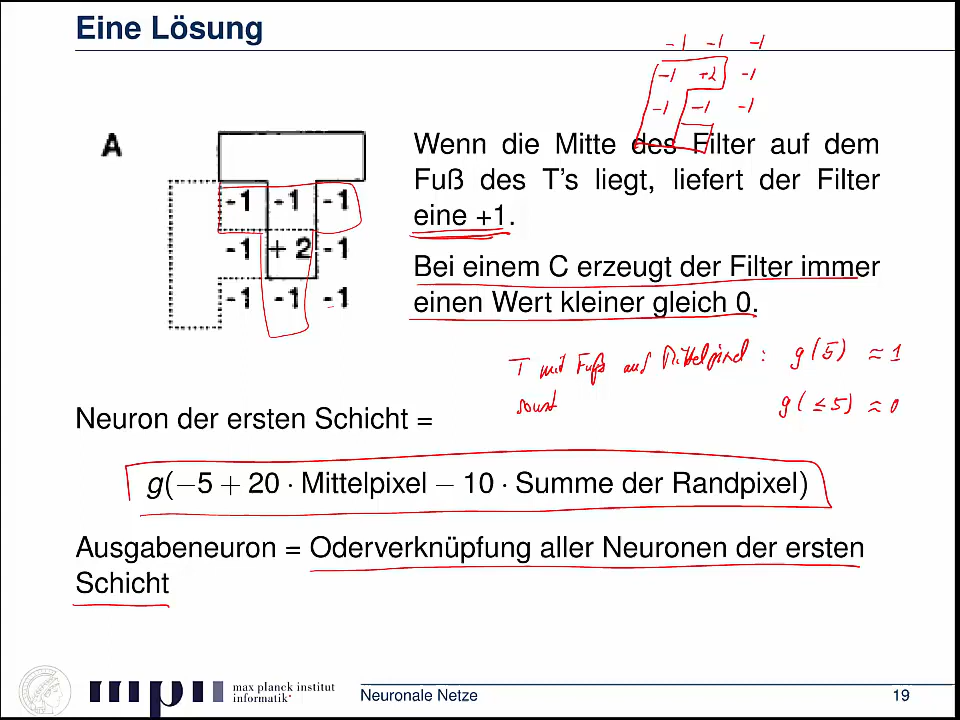 Eine Lösung
-1 -1 -1
-1 +2 -1
-1 -1 -1
A
-1 -1 -1
-1 +2 -1
-1 -1 -1
Wenn die Mitte des Filter auf dem
Fuß des T's liegt, liefert der Filter
eine +1.
Bei einem C erzeugt der Filter immer
einen Wert kleiner gleich 0.
T mit Fuß auf Mittelpixel : g(5) ≈ 1
sonst g(≤5) ≈ 0
Neuron der ersten Schicht =
g(−5 + 20 · Mittelpixel − 10 · Summe der Randpixel)
Ausgabeneuron = Oderverknüpfung aller Neuronen der ersten
Schicht
max planck institut
informatik
Neuronale Netze
19